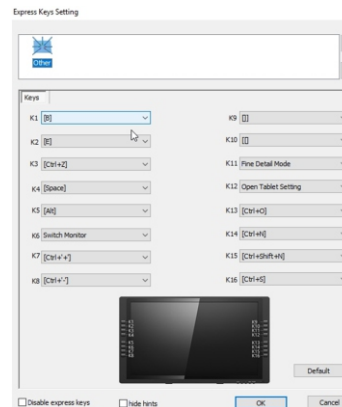 Express Keys Setting
Other
Keys
K1 [B]
K2 [E]
K3 [Ctrl+Z]
K4 [Space]
K5 [Alt]
K6 Switch Monitor
K7 [Ctrl+'+']
K8 [Ctrl+'-']
K9 []]
K10 [[]
K11 Fine Detail Mode
K12 Open Tablet Setting
K13 [Ctrl+O]
K14 [Ctrl+N]
K15 [Ctrl+Shift+N]
K16 [Ctrl+S]
Default
Disable express keys
hide hints
OK
Cancel